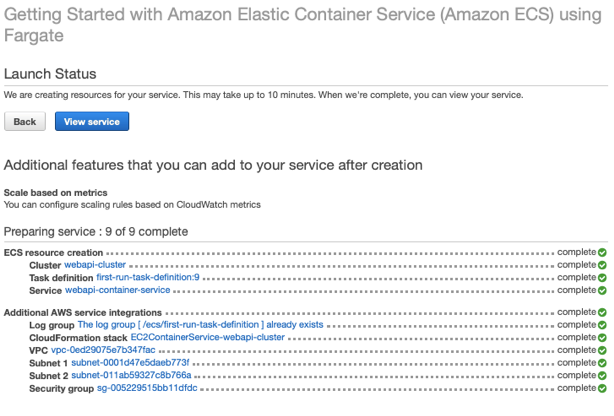 Getting Started with Amazon Elastic Container Service (Amazon ECS) using
Fargate
Launch Status
We are creating resources for your service. This may take up to 10 minutes. When we're complete, you can view your service.
Back View service
Additional features that you can add to your service after creation
Scale based on metrics
You can configure scaling rules based on CloudWatch metrics
Preparing service : 9 of 9 complete
ECS resource creation complete
Cluster webapi-cluster complete
Task definition first-run-task-definition:9 complete
Service webapi-container-service complete
Additional AWS service integrations complete
Log group The log group [ /ecs/first-run-task-definition ] already exists complete
CloudFormation stack EC2ContainerService-webapi-cluster complete
VPC vpc-0ed29075e7b347fac complete
Subnet 1 subnet-0001d47e5daeb773f complete
Subnet 2 subnet-011ab59327c8b766a complete
Security group sg-005229515bb11dfdc complete